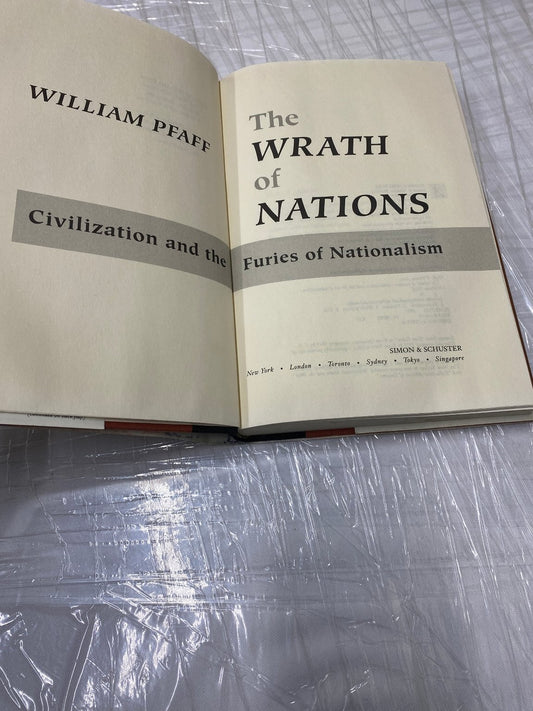 WILLIAM PFAFF
The
WRATH
of
NATIONS
Civilization and the Furies of Nationalism
SIMON & SCHUSTER
New York • London • Toronto • Sydney • Tokyo • Singapore